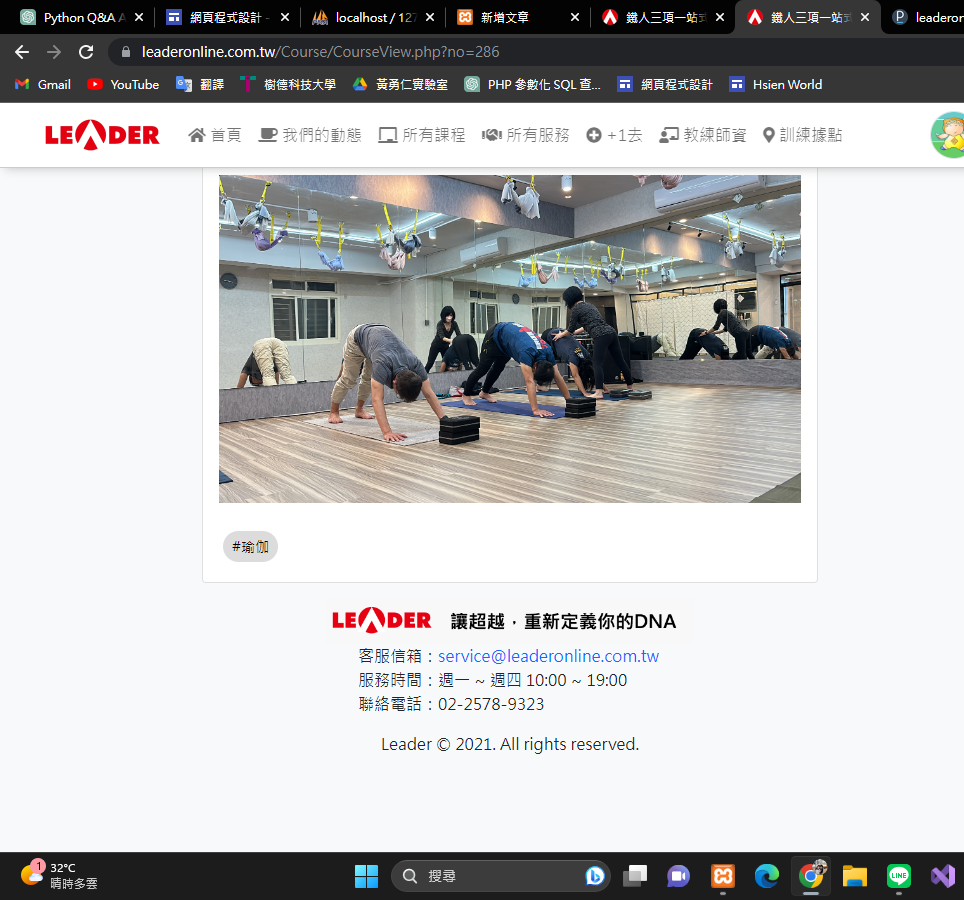 Python Q&A A
網頁程式設計 -
localhost / 127
新增文章
鐵人三項一站式
鐵人三項一站式
leaderon
leaderonline.com.tw/Course/CourseView.php?no=286
Gmail
YouTube
翻譯
樹德科技大學
黃勇仁實驗室
PHP 參數化 SQL 查...
網頁程式設計
Hsien World
LEADER
首頁
我們的動態
所有課程
所有服務
+1去
教練師資
訓練據點
#瑜伽
LEADER 讓超越，重新定義你的DNA
客服信箱：service@leaderonline.com.tw
服務時間：週一 ~ 週四 10:00 ~ 19:00
聯絡電話：02-2578-9323
Leader © 2021. All rights reserved.
1
32°C
晴時多雲
搜尋
LINE